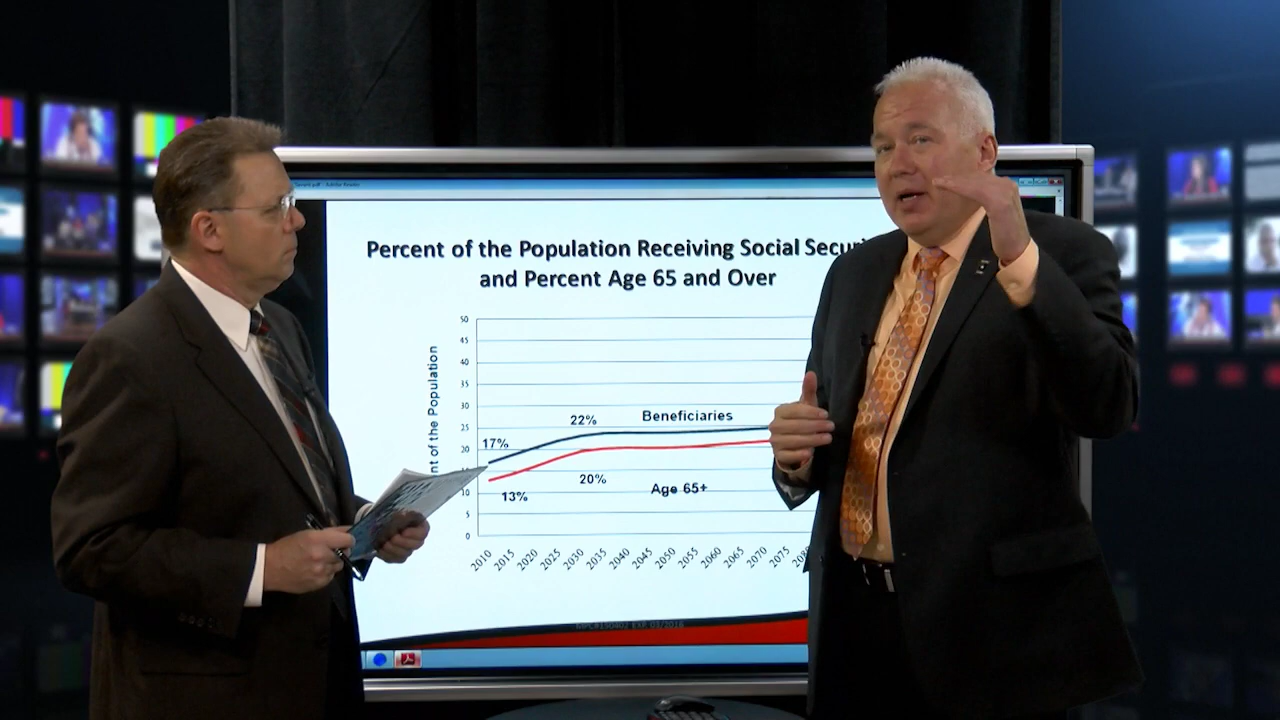 Percent of the Population Receiving Social Securi
and Percent Age 65 and Over
50
45
40
35
30
25
20
10
5
0
nt of the Population
22%
Beneficiaries
17%
20%
13%
Age 65+
2010 2015 2020 2025 2030 2035 2040 2045 2050 2055 2060 2065 2070 2075 208